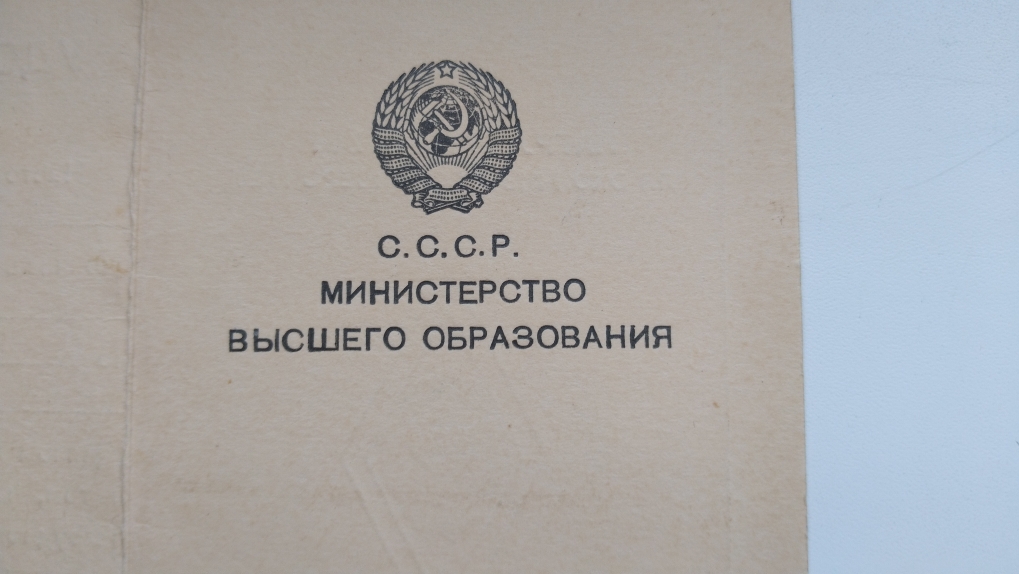 С. С. С. Р.
МИНИСТЕРСТВО
ВЫСШЕГО ОБРАЗОВАНИЯ